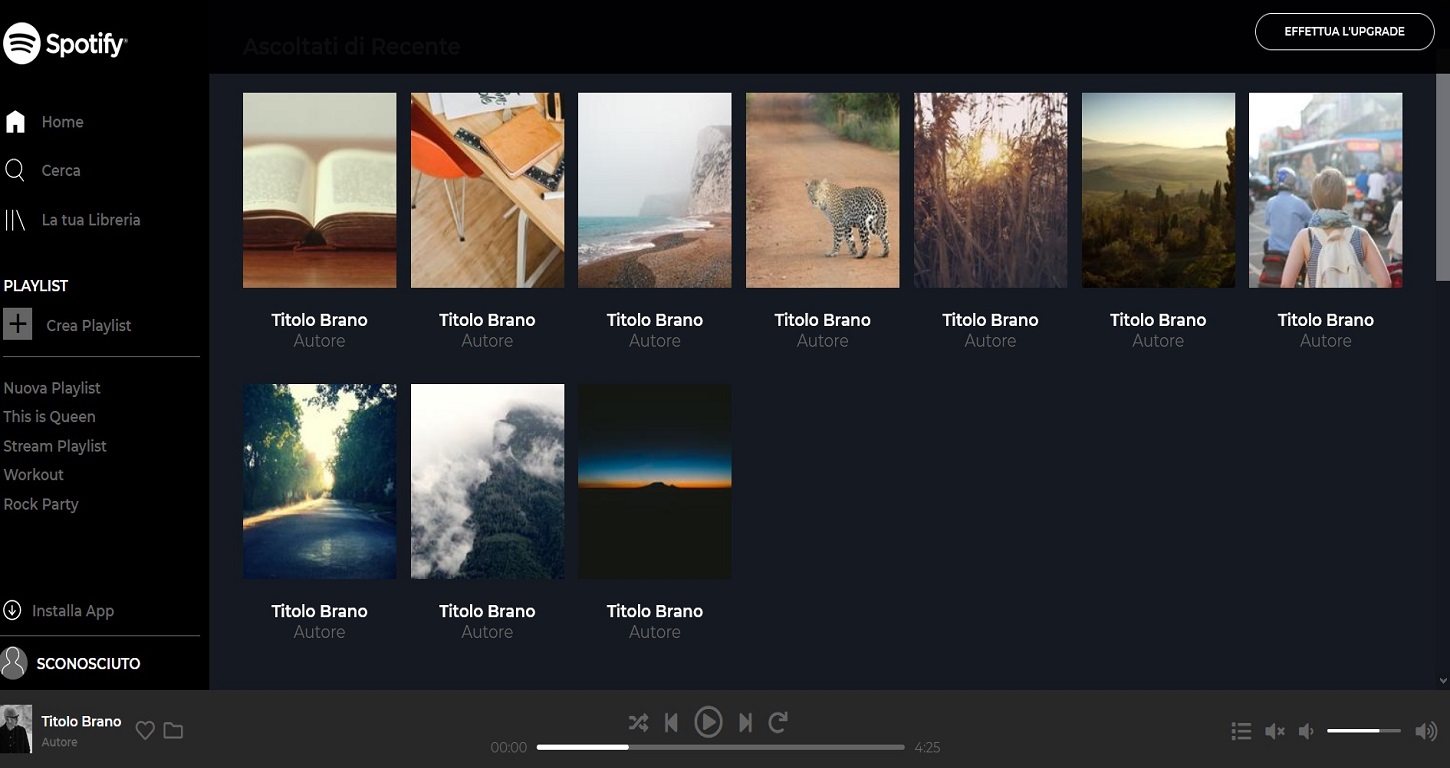 Spotify
Ascoltati di Recente
EFFETTUA L'UPGRADE
Home
Cerca
La tua Libreria
PLAYLIST
Crea Playlist
Nuova Playlist
This is Queen
Stream Playlist
Workout
Rock Party
Installa App
SCONOSCIUTO
Titolo Brano Titolo Brano Titolo Brano Titolo Brano Titolo Brano Titolo Brano Titolo Brano
Autore Autore Autore Autore Autore Autore Autore
Titolo Brano Titolo Brano Titolo Brano
Autore Autore Autore
Titolo Brano
Autore
00:00 4:25